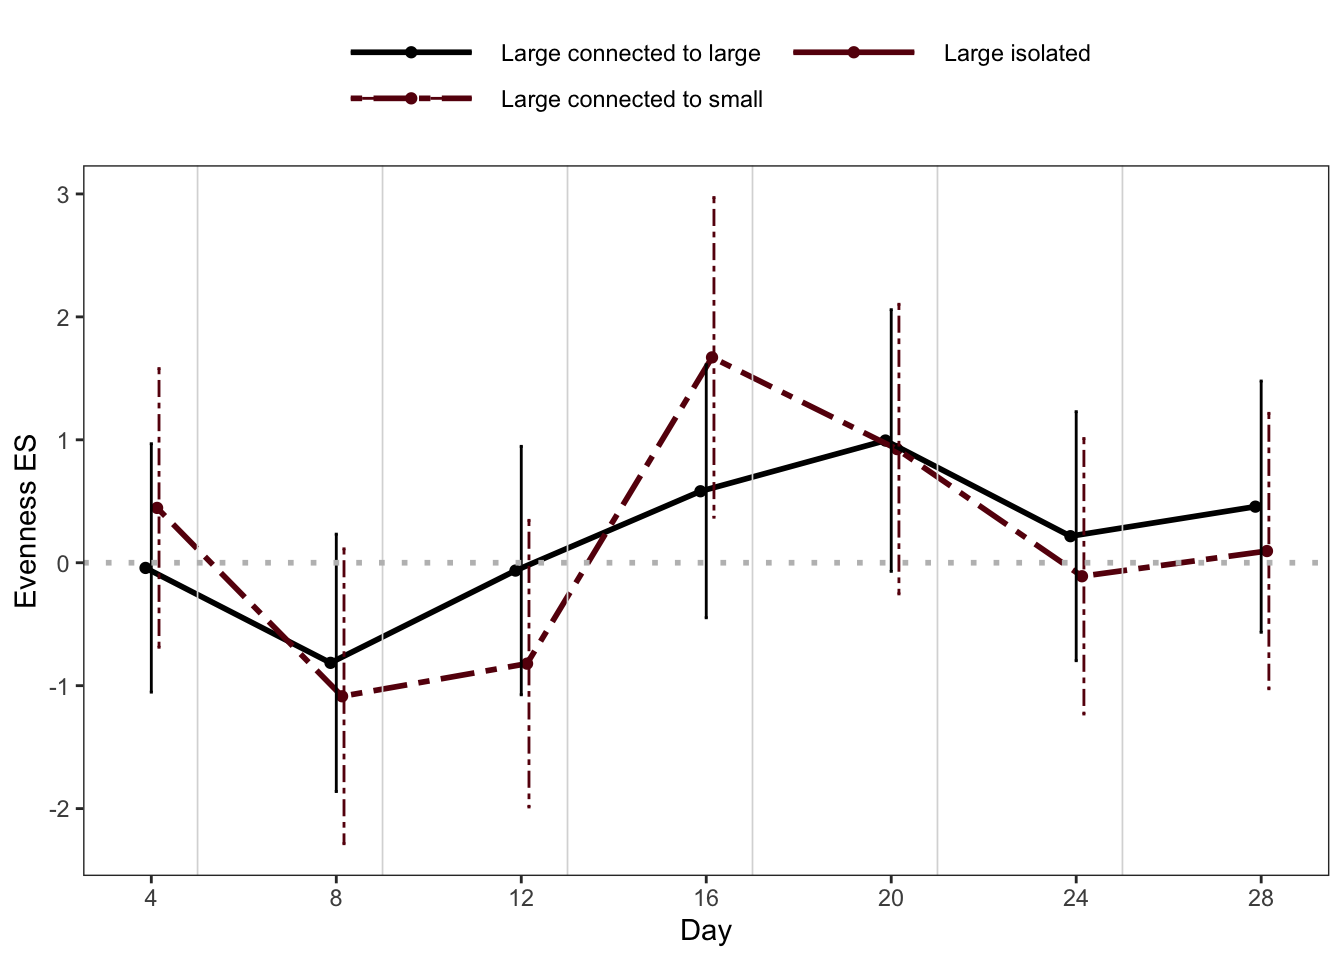 Large connected to large Large isolated
Large connected to small
3
2
1
0
-1
-2
Evenness ES
4 8 12 16 20 24 28
Day